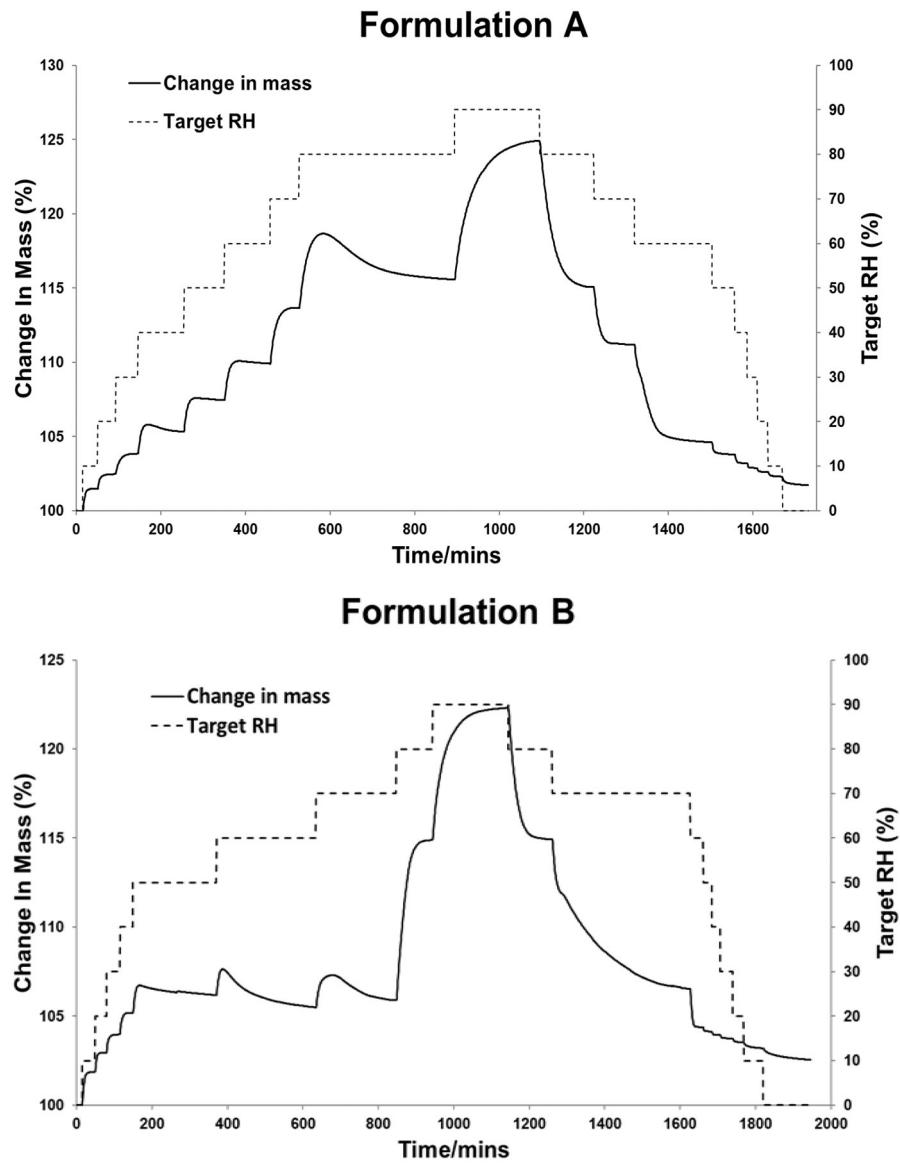 Formulation A
Change in mass
Target RH
Change In Mass (%)
130
125
120
115
110
105
100
100
90
80
70
60
50
40
30
20
10
0
Target RH (%)
0 200 400 600 800 1000 1200 1400 1600
Time/mins
Formulation B
Change in mass
Target RH
Change In Mass (%)
125
120
115
110
105
100
100
90
80
70
60
50
40
30
20
10
0
Target RH (%)
0 200 400 600 800 1000 1200 1400 1600 1800 2000
Time/mins